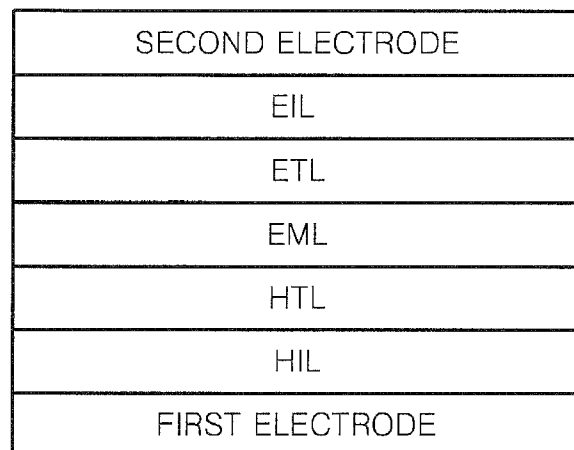 SECOND ELECTRODE
EIL
ETL
EML
HTL
HIL
FIRST ELECTRODE